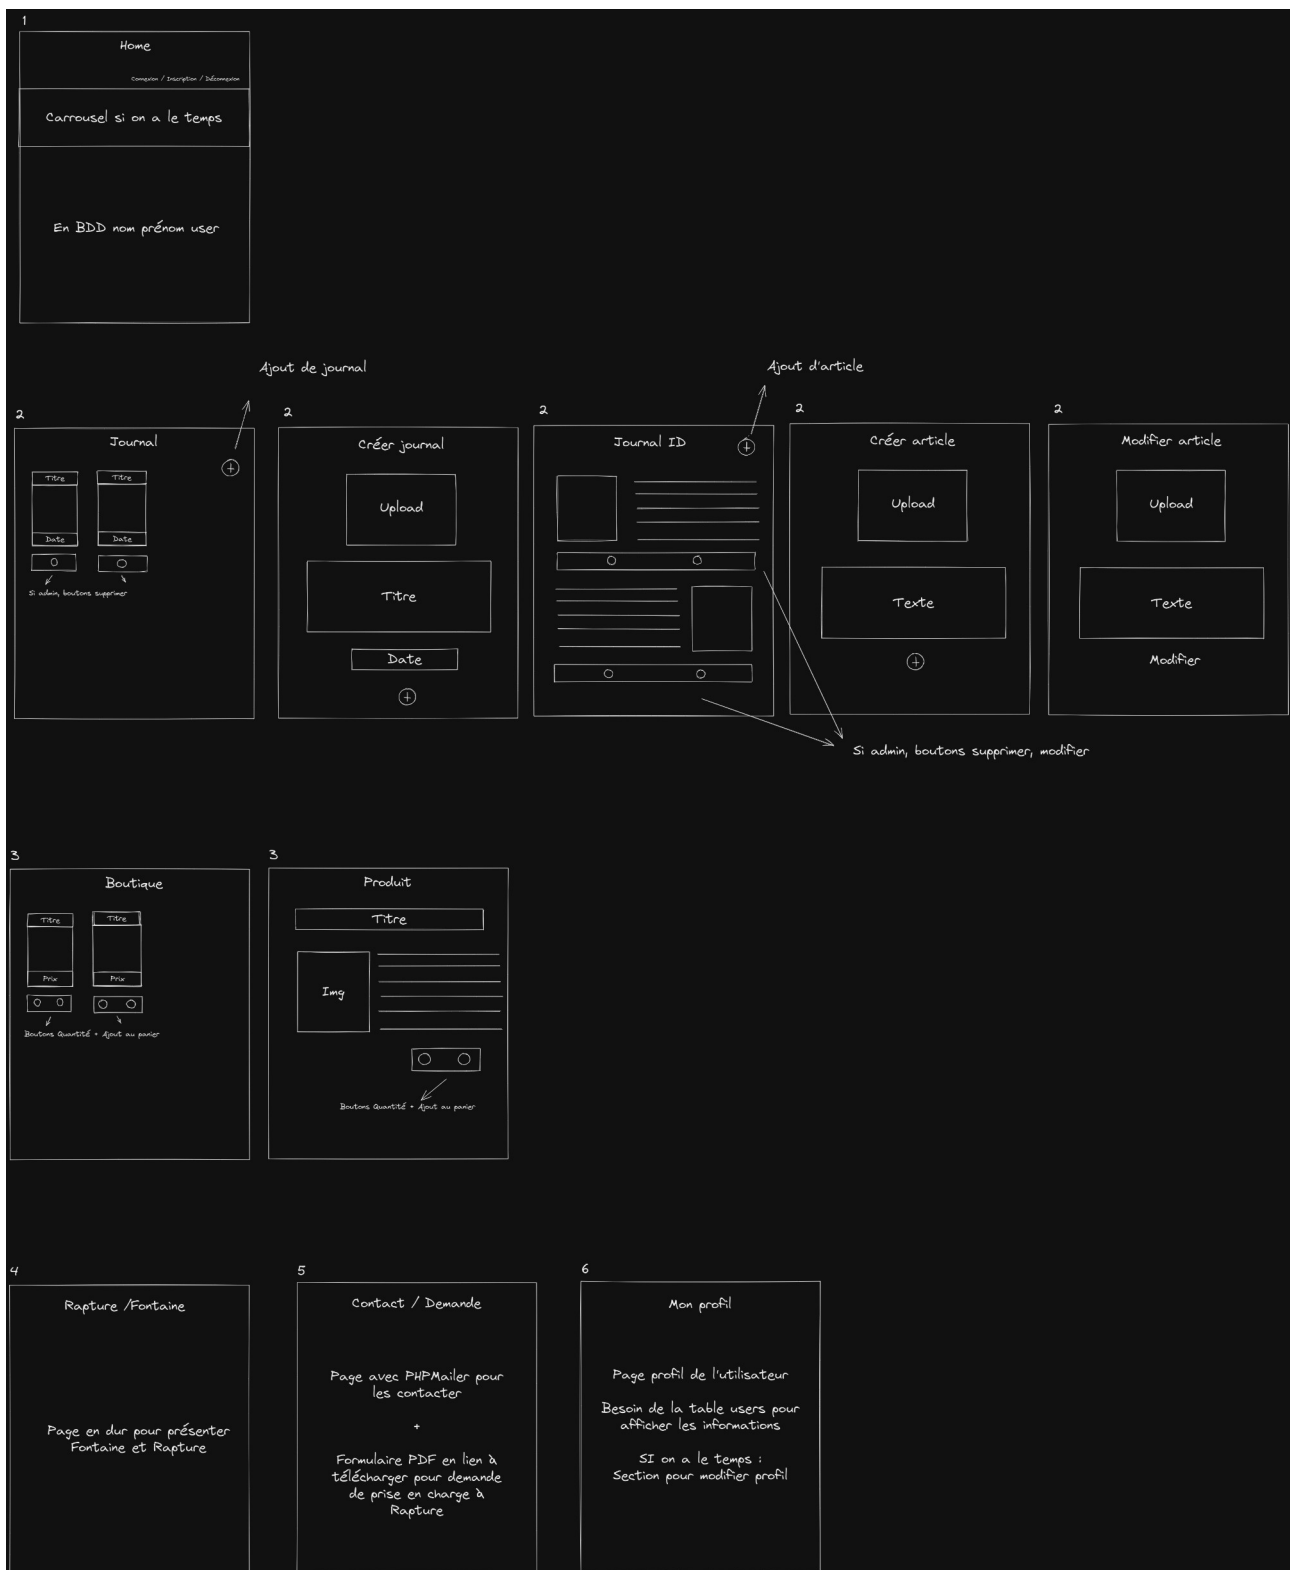 1
Home
Connexion / Inscription / Déconnexion
Carrousel si on a le temps
En BDD nom prénom user
Ajout de journal
Ajout d'article
2
Journal
Titre
Titre
Date
Date
Si admin, boutons supprimer
2
Créer journal
Upload
Titre
Date
2
Journal ID
2
Créer article
Upload
Texte
2
Modifier article
Upload
Texte
Modifier
Si admin, boutons supprimer, modifier
3
Boutique
Titre
Titre
Prix
Prix
Boutons Quantité + Ajout au panier
3
Produit
Titre
Img
Boutons Quantité + Ajout au panier
4
Rapture /Fontaine
Page en dur pour présenter
Fontaine et Rapture
5
Contact / Demande
Page avec PHPMailer pour
les contacter
+
Formulaire PDF en lien à
télécharger pour demande
de prise en charge à
Rapture
6
Mon profil
Page profil de l'utilisateur
Besoin de la table users pour
afficher les informations
SI on a le temps :
Section pour modifier profil